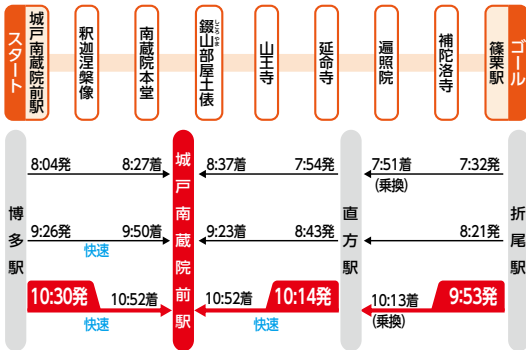 スタート
城戸南蔵院前駅
釈迦涅槃像
南蔵院本堂
錣山部屋土俵
しころやま
山王寺
延命寺
遍照院
補陀洛寺
篠栗駅
ゴール
博多駅
城戸南蔵院前駅
直方駅
折尾駅
8:04発 8:27着 8:37着 7:54発 7:51着 7:32発
(乗換)
9:26発 9:50着 9:23着 8:43発 8:21発
快速
10:30発 10:52着 10:52着 10:14発 10:13着 9:53発
快速 快速 (乗換)